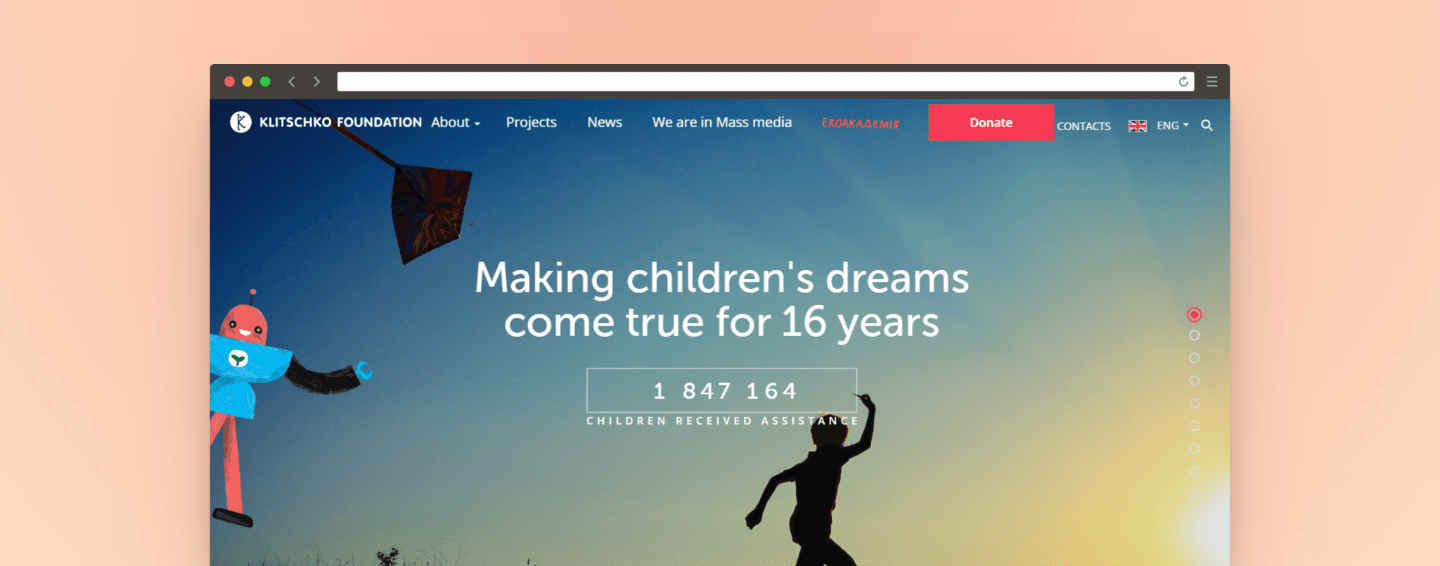 KLITSCHKO FOUNDATION About Projects News We are in Mass media Екоакадемія Donate CONTACTS ENG
Making children's dreams
come true for 16 years
1 847 164
CHILDREN RECEIVED ASSISTANCE